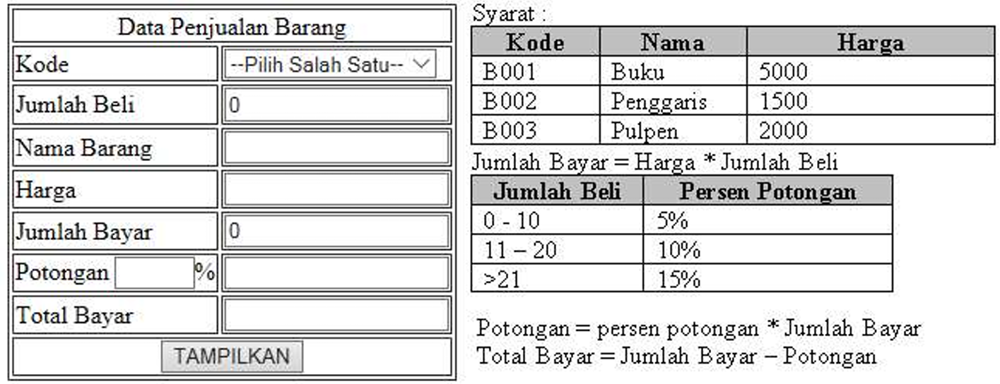 Data Penjualan Barang
Kode --Pilih Salah Satu--
Jumlah Beli 0
Nama Barang
Harga
Jumlah Bayar 0
Potongan %
Total Bayar
TAMPILKAN
Syarat :
Kode Nama Harga
B001 Buku 5000
B002 Penggaris 1500
B003 Pulpen 2000
Jumlah Bayar = Harga * Jumlah Beli
Jumlah Beli Persen Potongan
0 - 10 5%
11 – 20 10%
>21 15%
Potongan = persen potongan * Jumlah Bayar
Total Bayar = Jumlah Bayar – Potongan